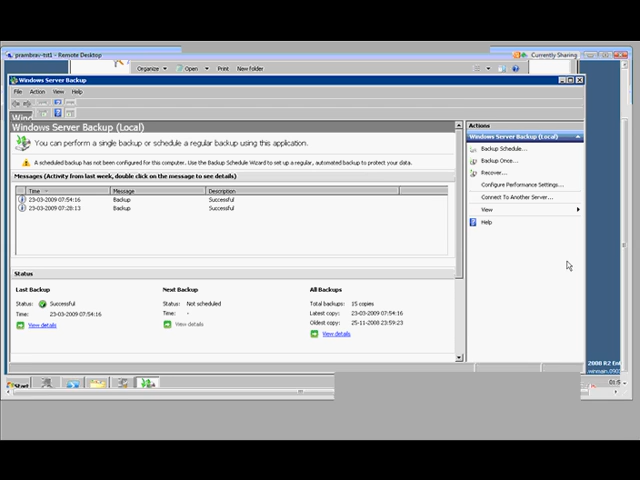 prambrav-tst1 - Remote Desktop
Currently Sharing
Organize
Open
Print
New folder
Windows Server Backup
File Action View Help
Wind
Windows Server Backup (Local)
You can perform a single backup or schedule a regular backup using this application.
A scheduled backup has not been configured for this computer. Use the Backup Schedule Wizard to set up a regular, automated backup to protect your data.
Messages (Activity from last week, double click on the message to see details)
Time Message Description
23-03-2009 07:54:16 Backup Successful
23-03-2009 07:28:13 Backup Successful
Status
Last Backup
Status: Successful
Time: 23-03-2009 07:54:16
View details
Next Backup
Status: Not scheduled
Time: -
View details
All Backups
Total backups: 15 copies
Latest copy: 23-03-2009 07:54:16
Oldest copy: 25-11-2008 23:59:23
View details
Actions
Windows Server Backup (Local)
Backup Schedule...
Backup Once...
Recover...
Configure Performance Settings...
Connect To Another Server...
View
Help
2008 R2 Ent
winmain.0903
Start
01:5